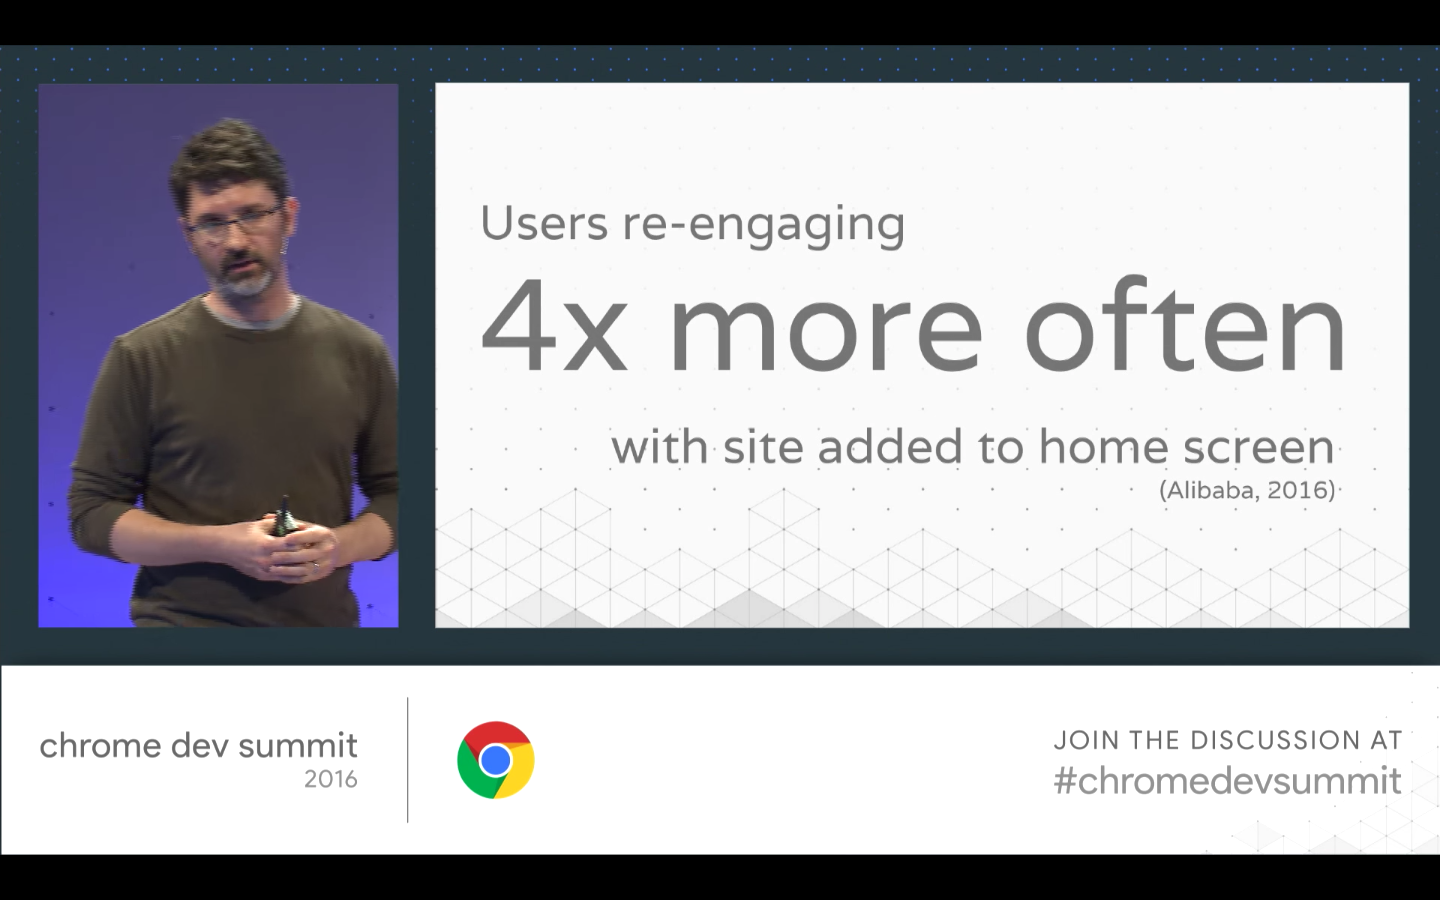 Users re-engaging
4x more often
with site added to home screen
(Alibaba, 2016)
chrome dev summit
2016
JOIN THE DISCUSSION AT
#chromedevsummit